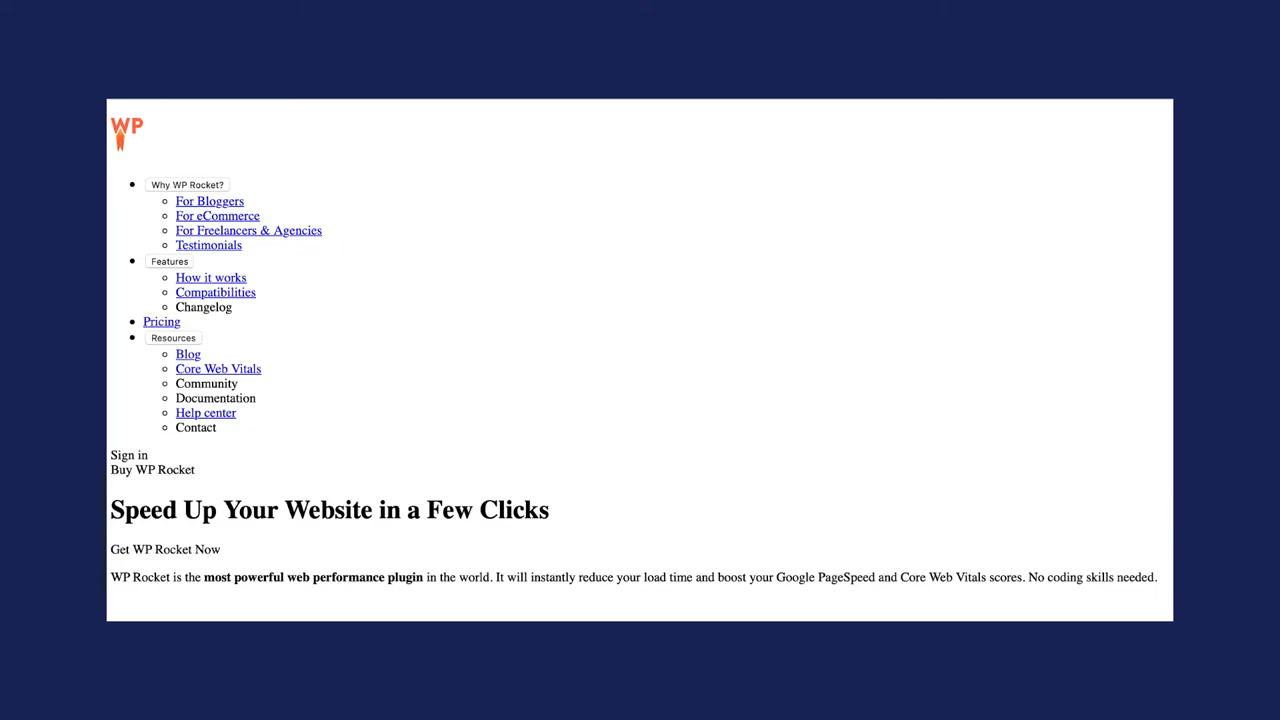 WP
Why WP Rocket?
For Bloggers
For eCommerce
For Freelancers & Agencies
Testimonials
Features
How it works
Compatibilities
Changelog
Pricing
Resources
Blog
Core Web Vitals
Community
Documentation
Help center
Contact
Sign in
Buy WP Rocket
Speed Up Your Website in a Few Clicks
Get WP Rocket Now
WP Rocket is the most powerful web performance plugin in the world. It will instantly reduce your load time and boost your Google PageSpeed and Core Web Vitals scores. No coding skills needed.